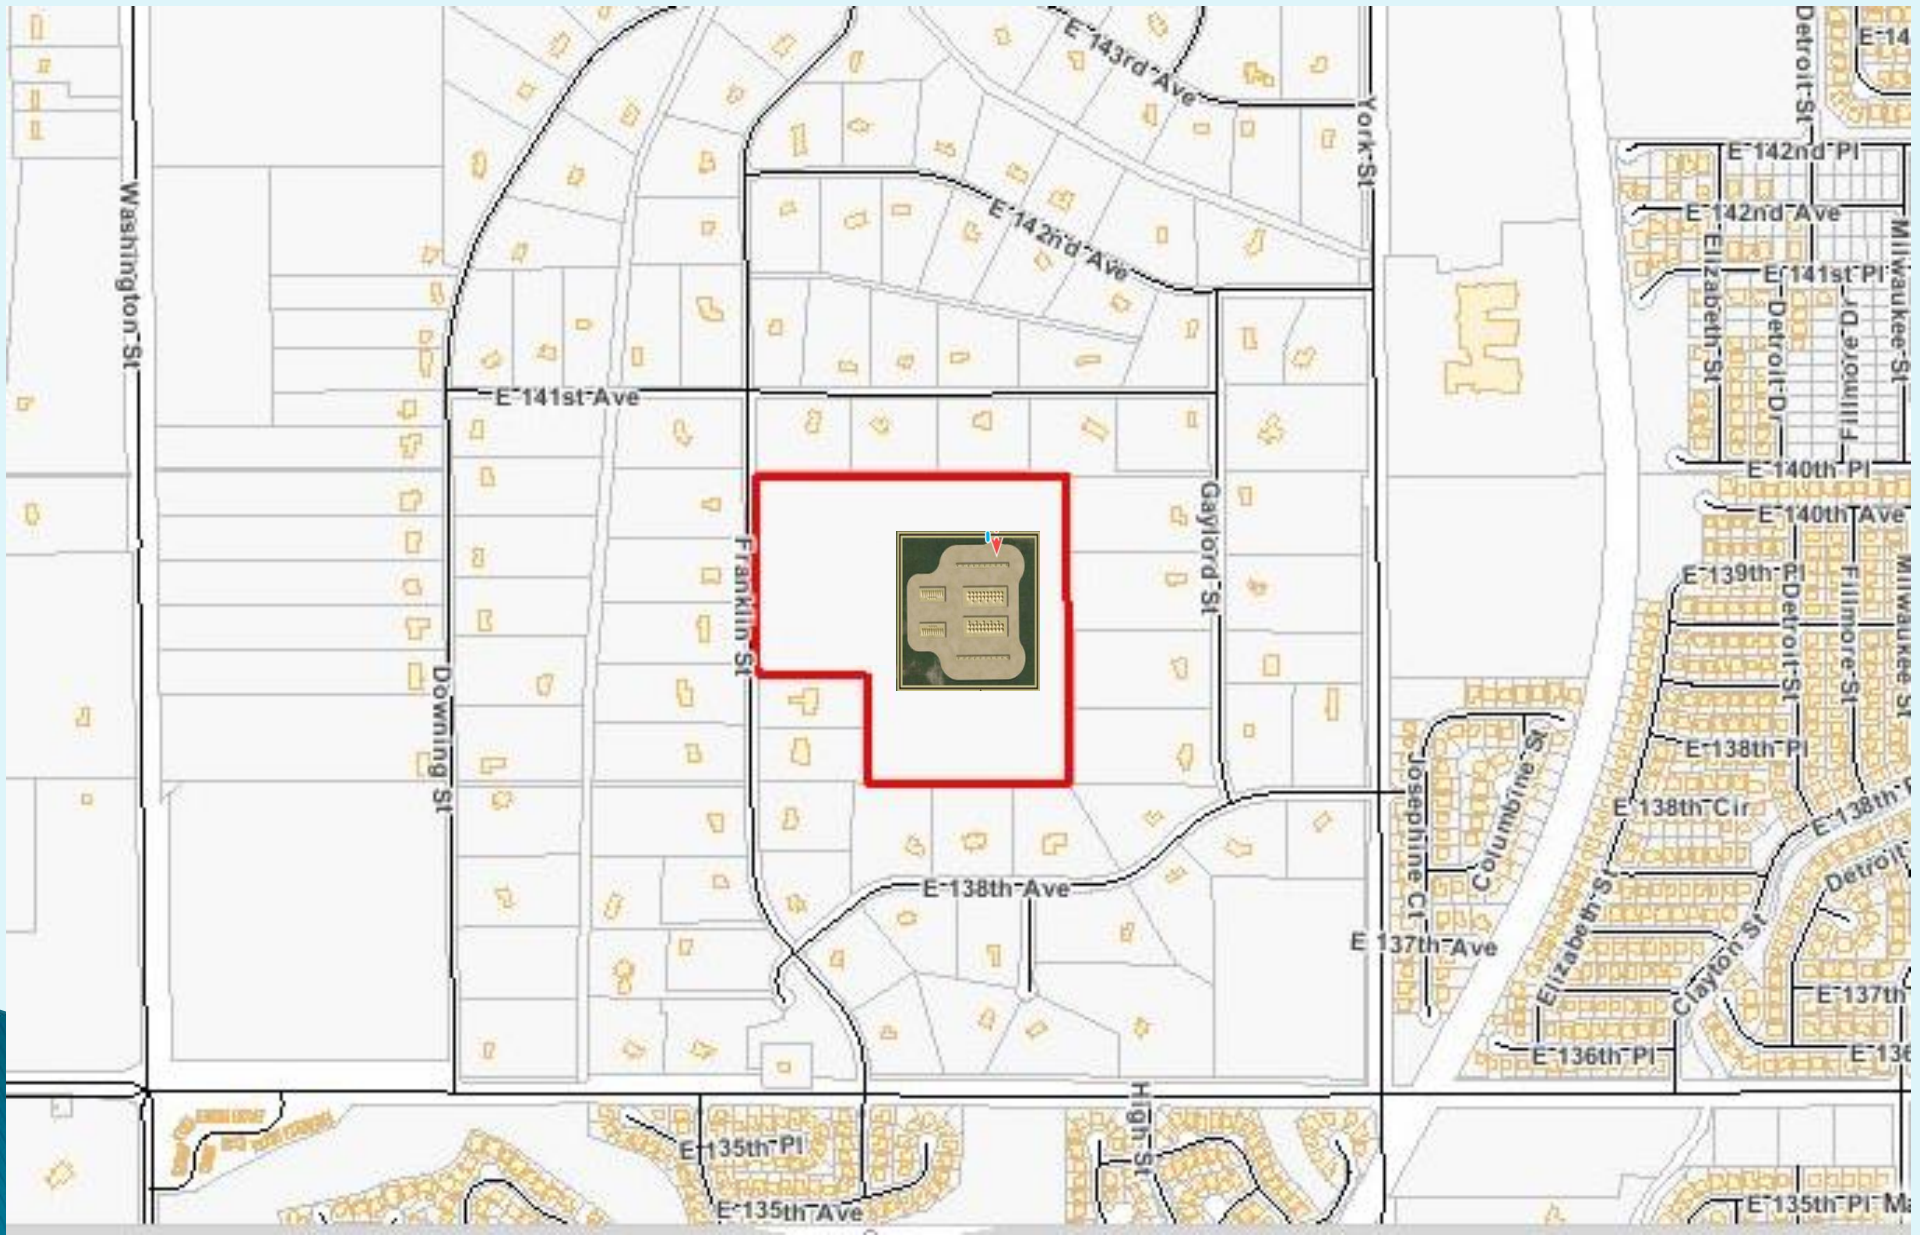 E 143rd Ave
Detroit St
E 14
York St
E 142nd Pl
Washington St
E 142nd Ave
E 142nd Ave
Elizabeth St
E 141st Pl
Milwaukee St
Detroit Dr
Fillmore Dr
E 141st Ave
E 140th Pl
Gaylord St
E 140th Ave
Franklin St
E 139th Pl
Detroit St
Fillmore St
Milwaukee St
Downing St
Josephine Ct
Columbine St
E 138th Pl
E 138th Cir
E 138th
Detroit
E 138th Ave
Elizabeth St
Clayton St
E 137th Ave
E 137th
E 136th Pl
E 136
High St
E 135th Pl
E 135th Ave
E 135th Pl